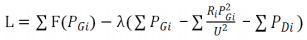 L = ∑ F(P_{Gi}) − λ(∑ P_{Gi} − ∑ \frac{R_i P_{Gi}^2}{U^2} − ∑ P_{Di})